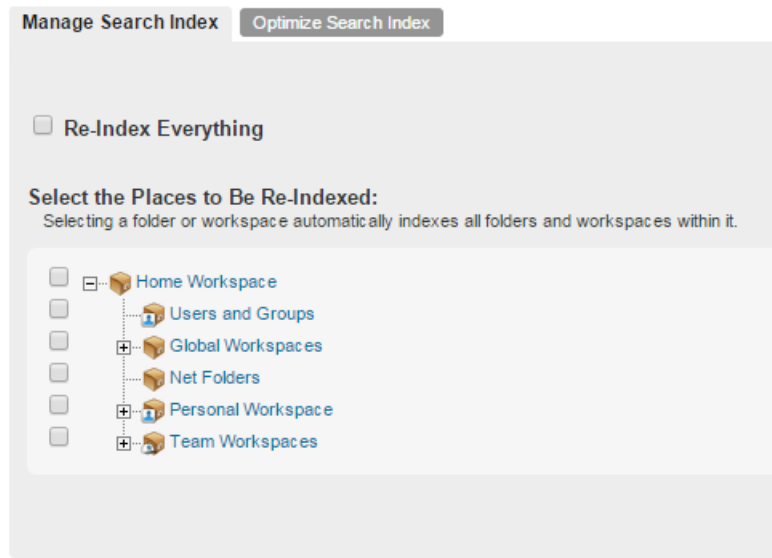 Manage Search Index Optimize Search Index
Re-Index Everything
Select the Places to Be Re-Indexed:
Selecting a folder or workspace automatically indexes all folders and workspaces within it.
Home Workspace
Users and Groups
Global Workspaces
Net Folders
Personal Workspace
Team Workspaces